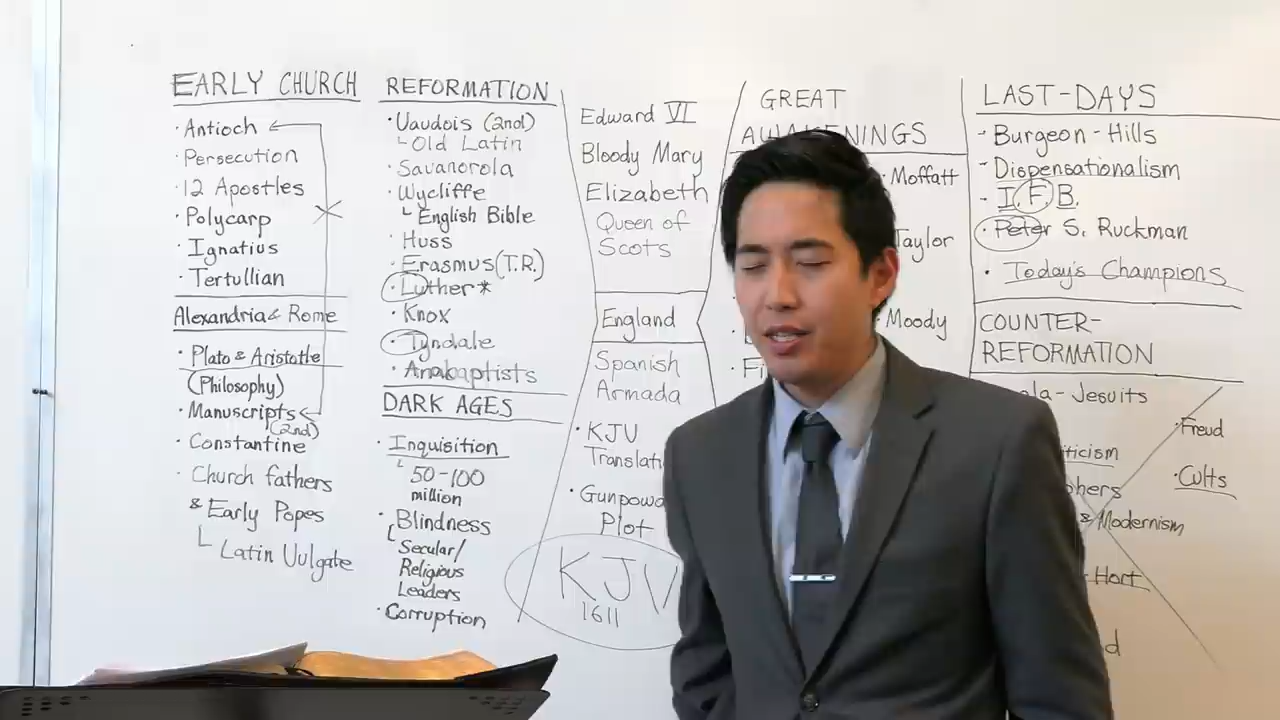 EARLY CHURCH
· Antioch
· Persecution
· 12 Apostles
· Polycarp
· Ignatius
· Tertullian
Alexandria & Rome
· Plato & Aristotle
(Philosophy)
· Manuscripts
(2nd)
· Constantine
· Church fathers
& Early Popes
Latin Vulgate
REFORMATION
· Vaudois (2nd)
Old Latin
· Savanorola
· Wycliffe
English Bible
· Huss
· Erasmus (T.R.)
· Luther*
· Knox
· Tyndale
· Anabaptists
DARK AGES
· Inquisition
50-100
million
· Blindness
Secular/
Religious
Leaders
· Corruption
Edward VI
Bloody Mary
Elizabeth
Queen of
Scots
England
Spanish
Armada
· KJV
· Gunpowd
Plot
KJV
1611
GREAT
AWAKENINGS
· Moffatt
Taylor
· Moody
LAST-DAYS
- Burgeon - Hills
- Dispensationalism
- I F B.
· Peter S. Ruckman
· Today's Champions
COUNTER-
REFORMATION
- Jesuits
· Freud
· Cults
& Modernism
- Hort